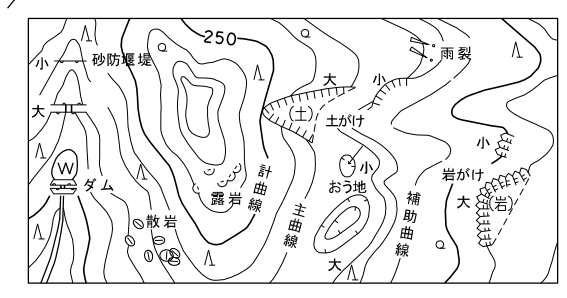 250
小
砂防堰堤
雨裂
大
小
大
(土)
土がけ
小
W
ダム
計曲線
小
岩がけ
露岩
おう地
大
(岩)
散岩
主曲線
補助曲線
大